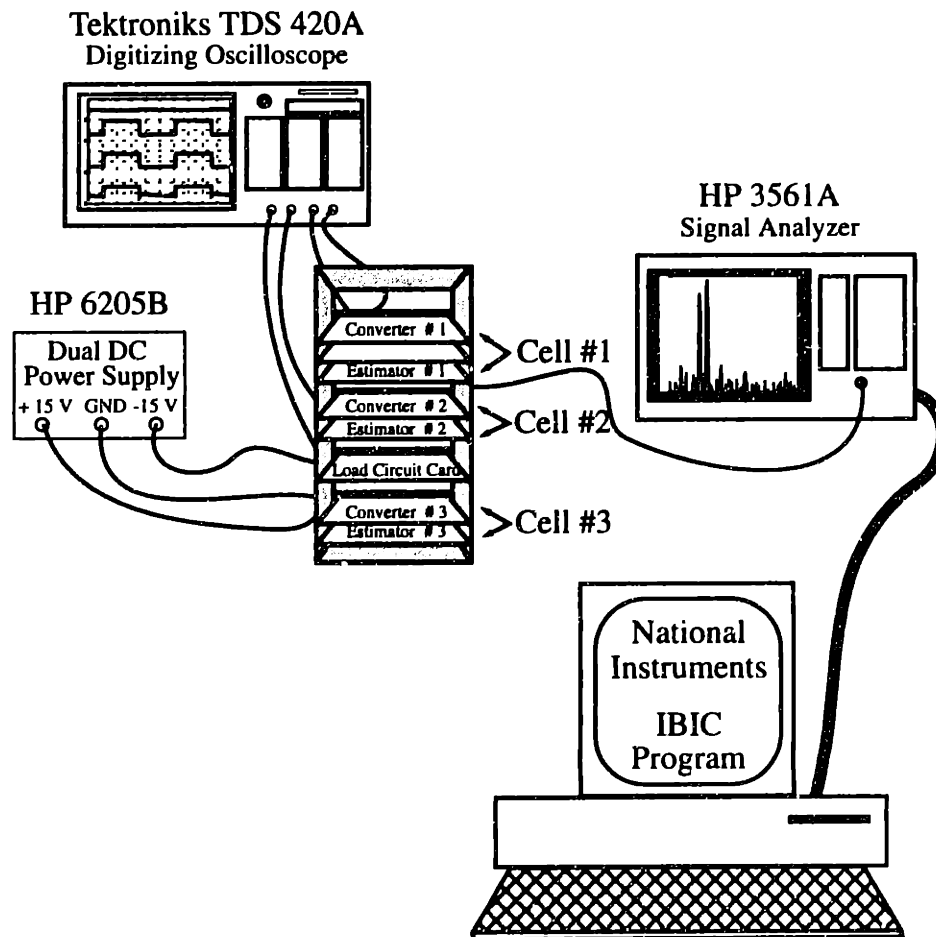 Tektroniks TDS 420A
Digitizing Oscilloscope
HP 3561A
Signal Analyzer
HP 6205B
Dual DC
Power Supply
+ 15 V GND -15 V
Converter # 1
Estimator # 1
Cell #1
Converter # 2
Estimator # 2
Cell #2
Load Circuit Card
Converter # 3
Estimator # 3
Cell #3
National
Instruments
IBIC
Program